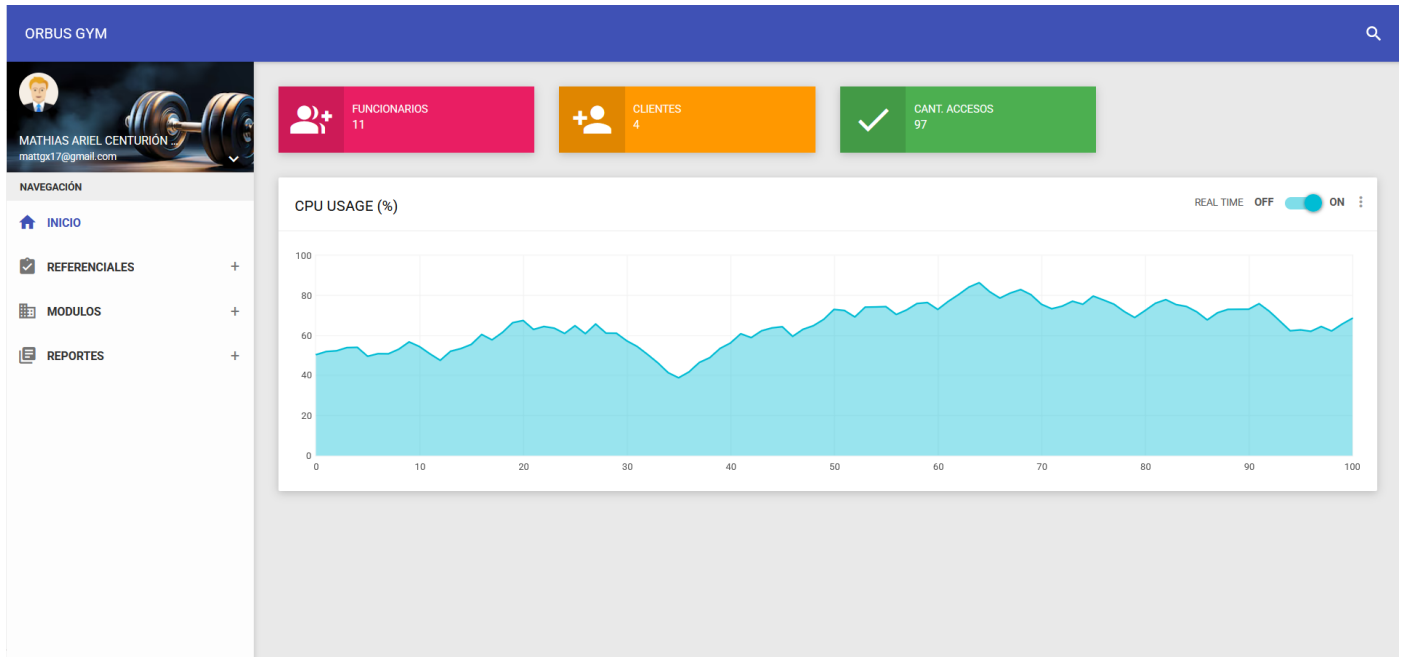 ORBUS GYM
MATHIAS ARIEL CENTURIÓN ...
mattgx17@gmail.com
NAVEGACIÓN
INICIO
REFERENCIALES +
MODULOS +
REPORTES +
FUNCIONARIOS
11
CLIENTES
4
CANT. ACCESOS
97
CPU USAGE (%)
REAL TIME OFF ON
100
80
60
40
20
0
0 10 20 30 40 50 60 70 80 90 100